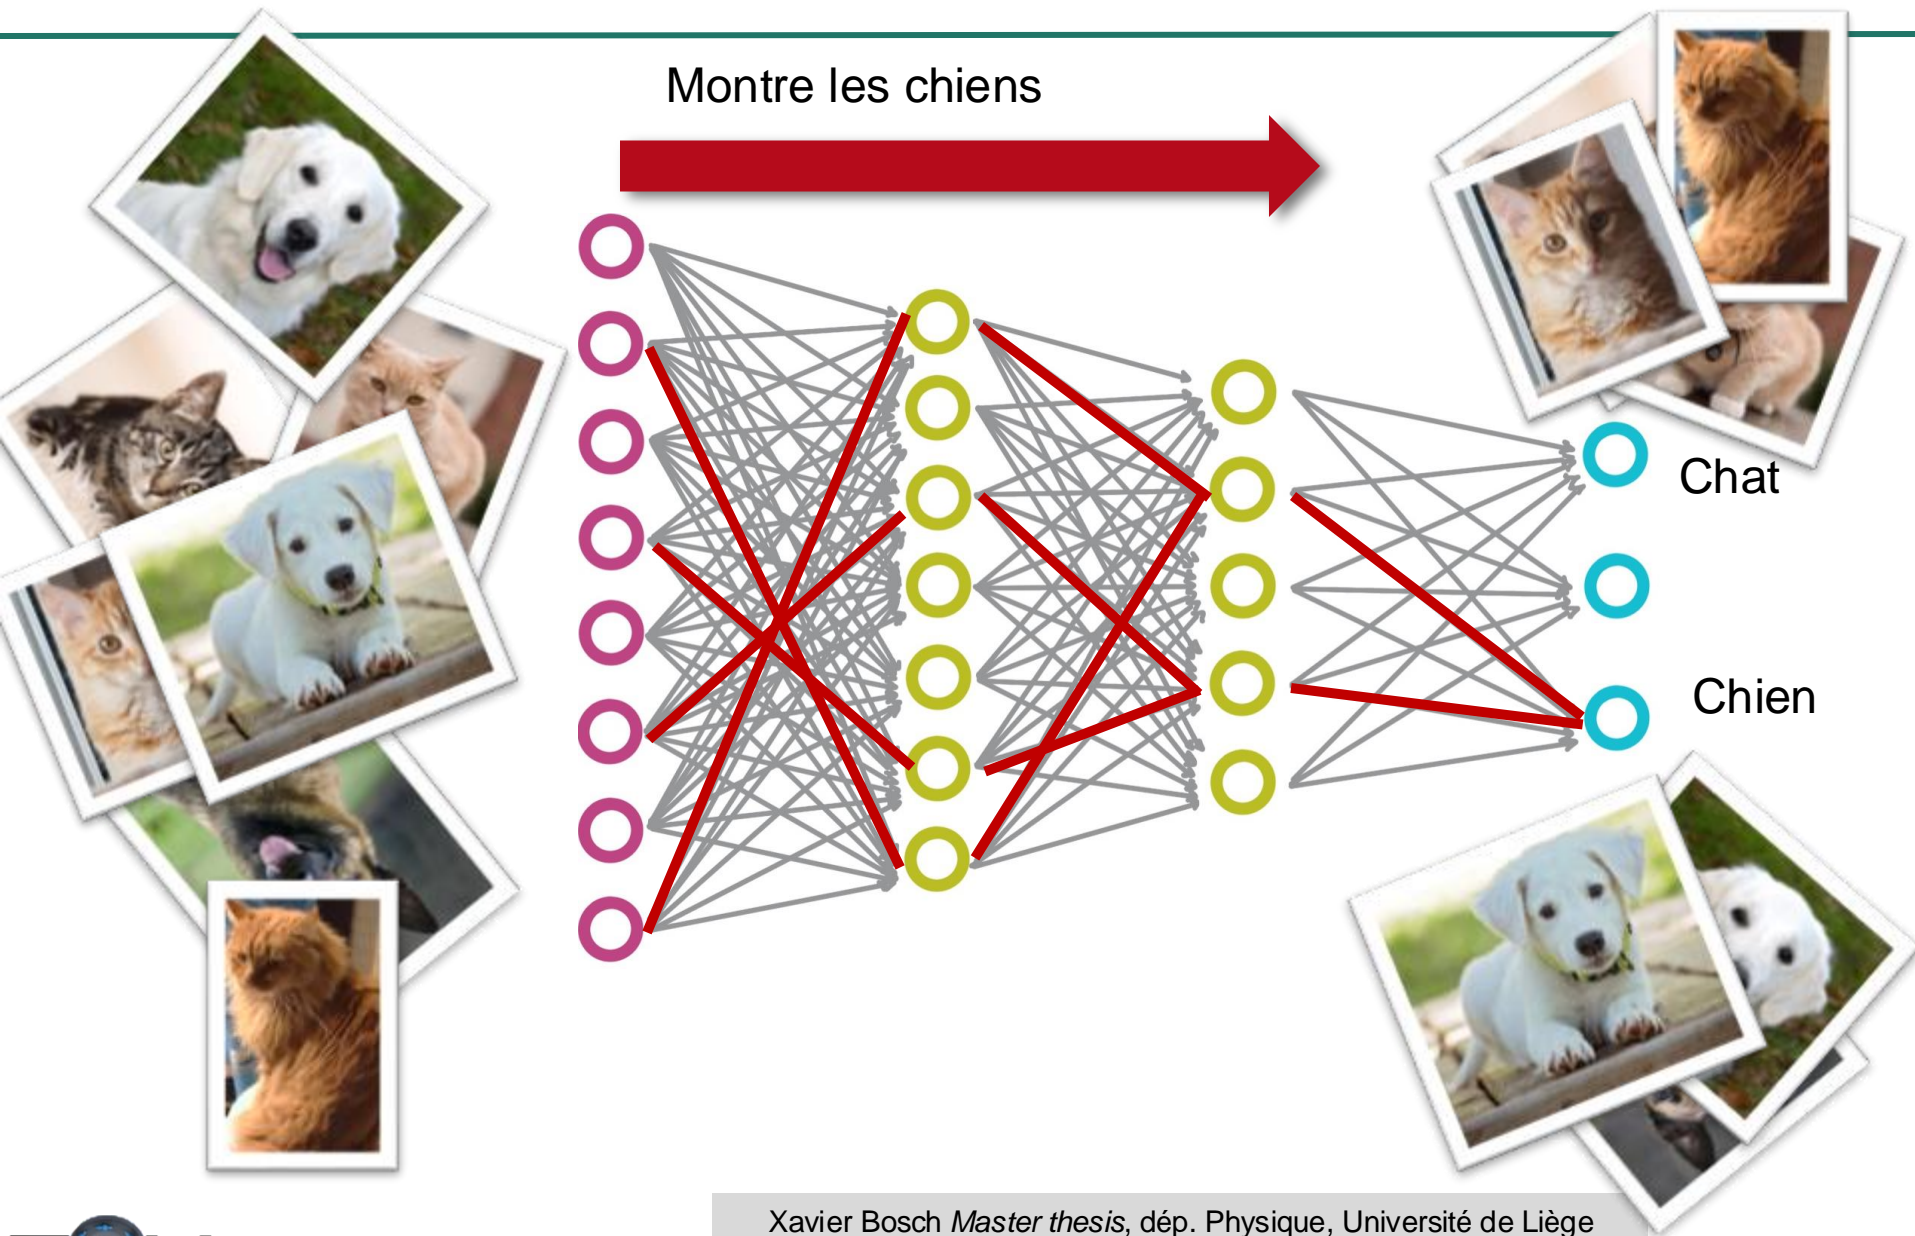 Montre les chiens
Chat
Chien
Xavier Bosch Master thesis, dép. Physique, Université de Liège